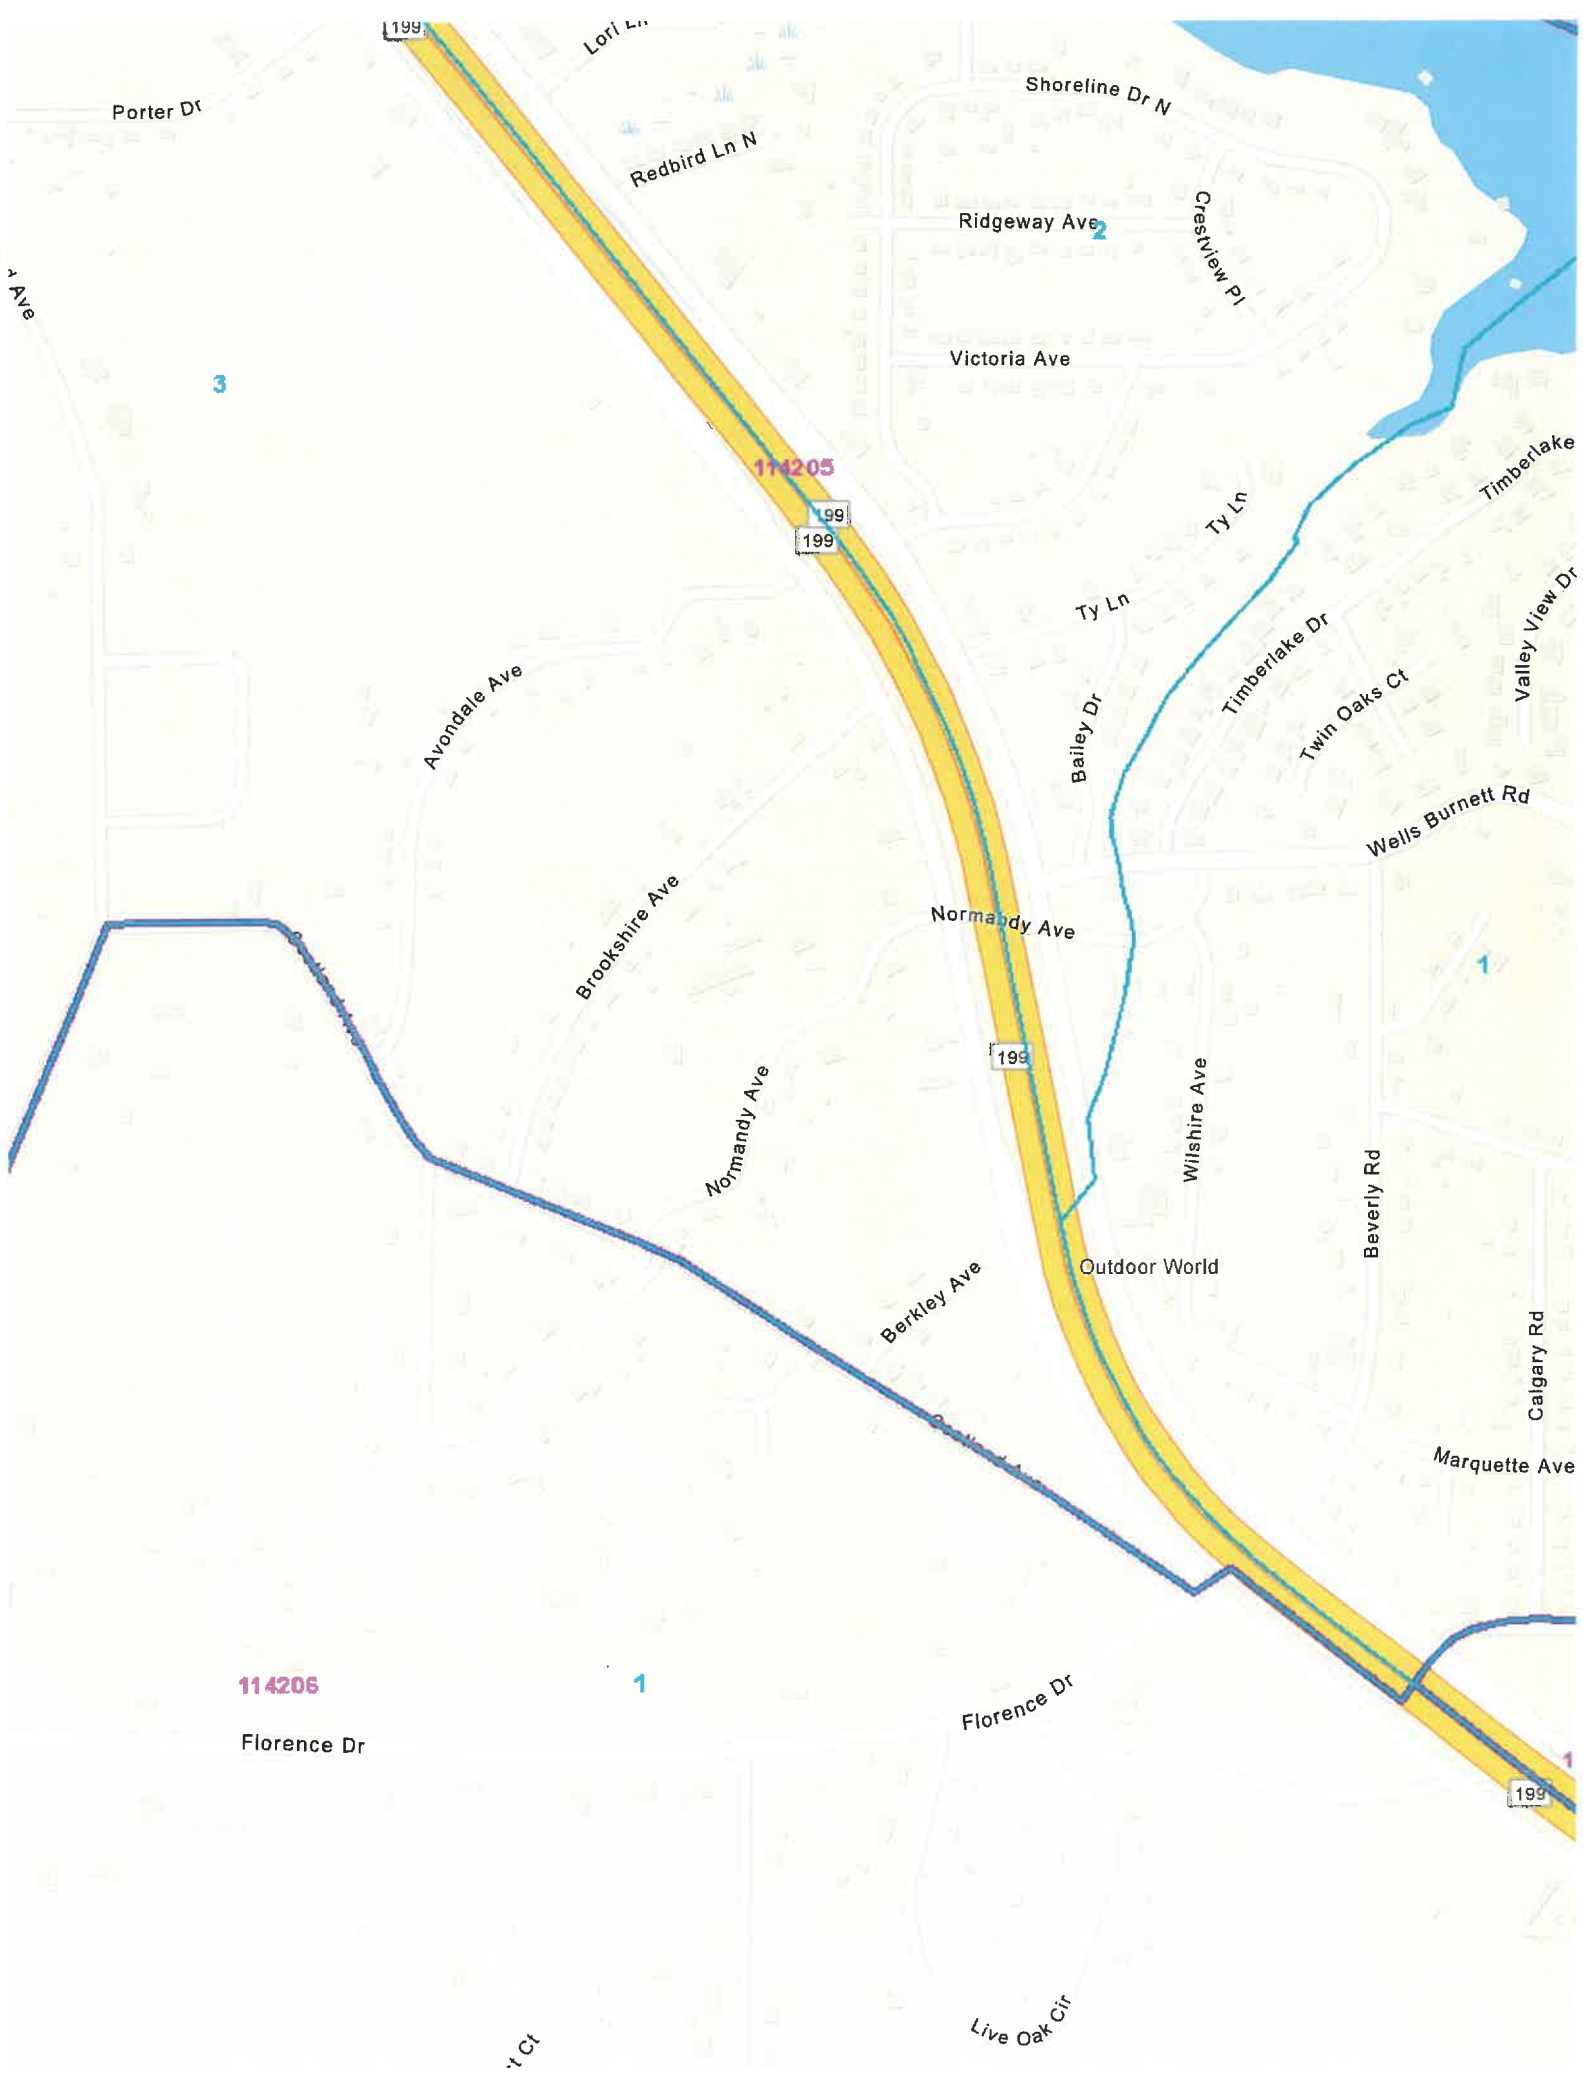 199
Lori Ln
Porter Dr
Shoreline Dr N
Redbird Ln N
Ridgeway Ave
2
Crestview Pl
Ave
Victoria Ave
3
Timberlake
114205
199
199
Ty Ln
Ty Ln
Valley View Dr
Timberlake Dr
Twin Oaks Ct
Avondale Ave
Bailey Dr
Wells Burnett Rd
Brookshire Ave
Normandy Ave
1
199
Normandy Ave
Wilshire Ave
Beverly Rd
Outdoor World
Berkley Ave
Calgary Rd
Marquette Ave
114206
1
Florence Dr
Florence Dr
1
199
Live Oak Cir
Ct